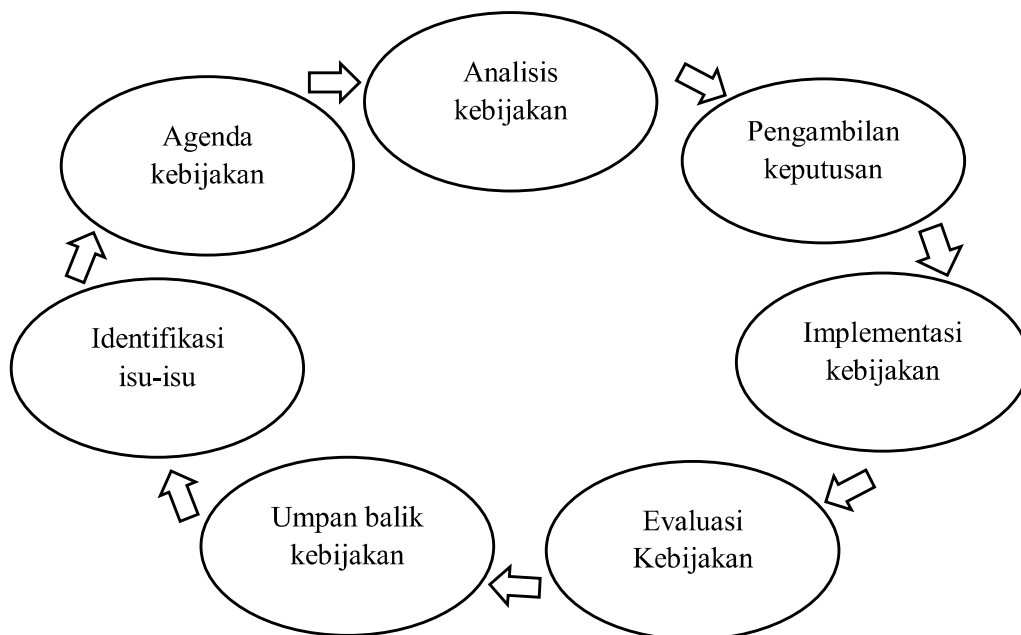 Analisis
kebijakan
Agenda
kebijakan
Pengambilan
keputusan
Identifikasi
isu-isu
Implementasi
kebijakan
Umpan balik
kebijakan
Evaluasi
Kebijakan